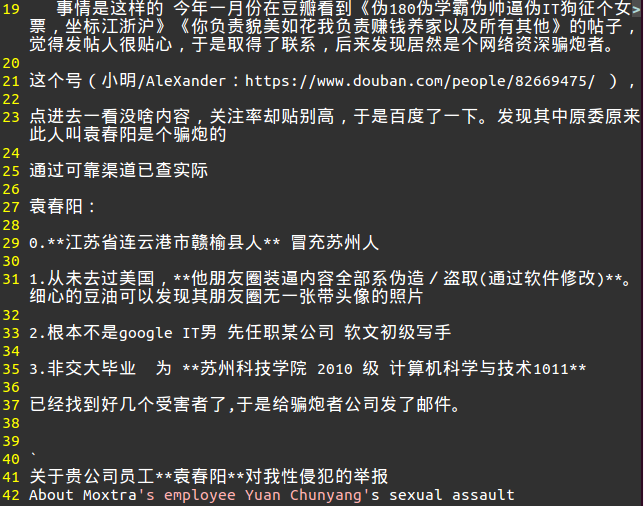 19 事情是这样的 今年一月份在豆瓣看到《伪180伪学霸伪帅逼伪IT狗征个女>
票，坐标江浙沪》《你负责貌美如花我负责赚钱养家以及所有其他》的帖子，
觉得发帖人很贴心，于是取得了联系，后来发现居然是个网络资深骗炮者。
20
21 这个号（小明/AleXander：https://www.douban.com/people/82669475/ ），
22
23 点进去一看没啥内容，关注率却贴别高，于是百度了一下。发现其中原委原来
此人叫袁春阳是个骗炮的
24
25 通过可靠渠道已查实际
26
27 袁春阳：
28
29 0.**江苏省连云港市赣榆县人** 冒充苏州人
30
31 1.从未去过美国，**他朋友圈装逼内容全部系伪造／盗取(通过软件修改)**。
细心的豆油可以发现其朋友圈无一张带头像的照片
32
33 2.根本不是google IT男 先任职某公司 软文初级写手
34
35 3.非交大毕业 为 **苏州科技学院 2010 级 计算机科学与技术1011**
36
37 已经找到好几个受害者了,于是给骗炮者公司发了邮件。
38
39
40 `
41 关于贵公司员工**袁春阳**对我性侵犯的举报
42 About Moxtra's employee Yuan Chunyang's sexual assault